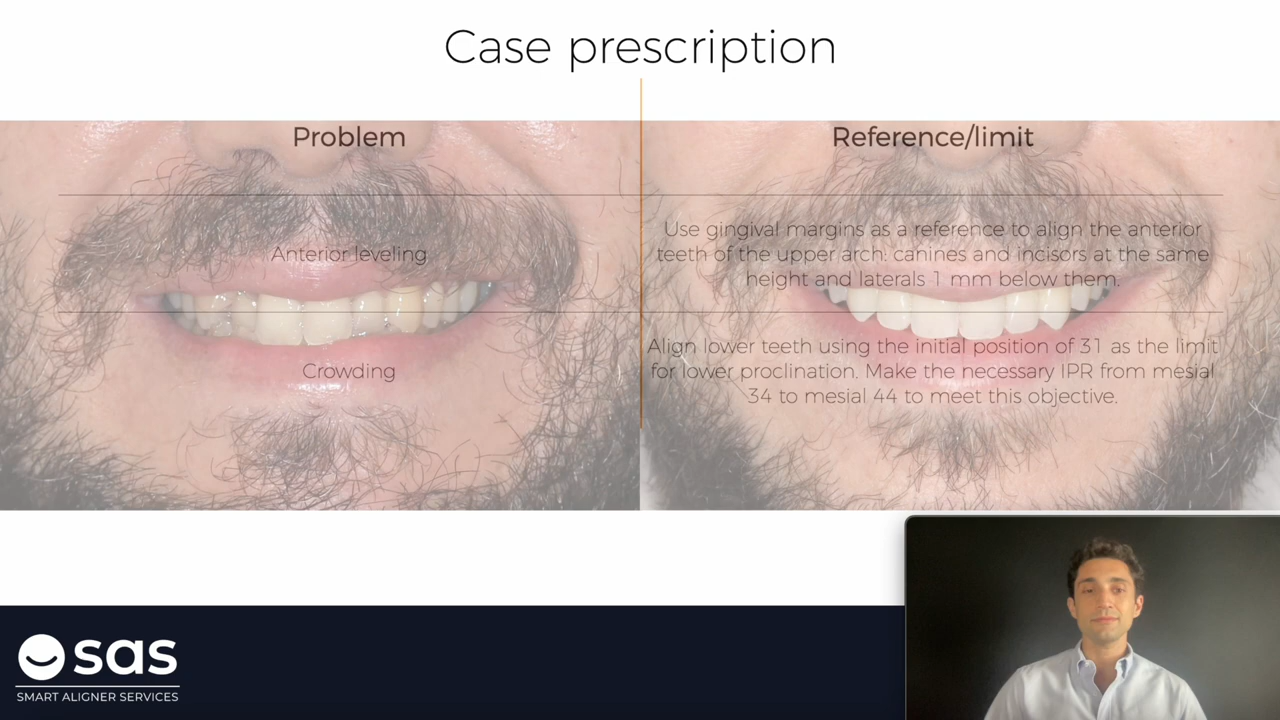 Case prescription
Problem
Reference/limit
Anterior leveling
Use gingival margins as a reference to align the anterior
teeth of the upper arch: canines and incisors at the same
height and laterals 1 mm below them.
Crowding
Align lower teeth using the initial position of 31 as the limit
for lower proclination. Make the necessary IPR from mesial
34 to mesial 44 to meet this objective.
sas
SMART ALIGNER SERVICES